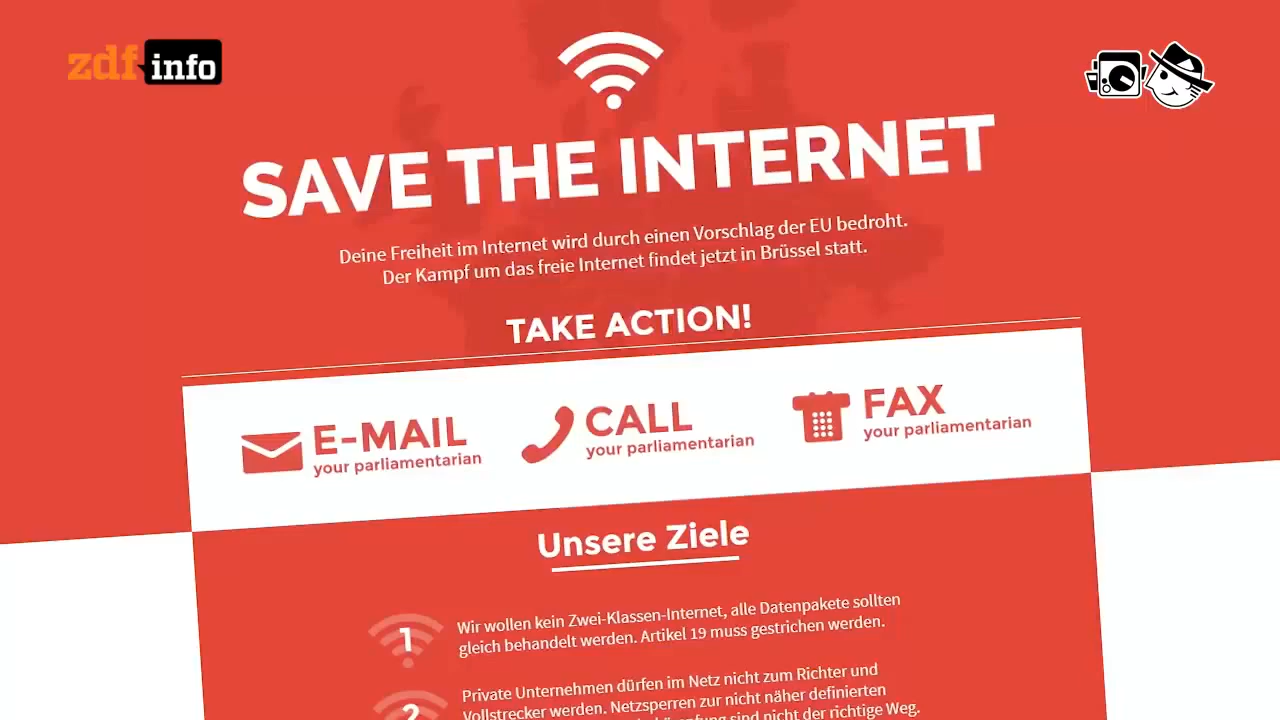 zdf info
SAVE THE INTERNET
Deine Freiheit im Internet wird durch einen Vorschlag der EU bedroht.
Der Kampf um das freie Internet findet jetzt in Brüssel statt.
TAKE ACTION!
E-MAIL
your parliamentarian
CALL
your parliamentarian
FAX
your parliamentarian
Unsere Ziele
1
Wir wollen kein Zwei-Klassen-Internet, alle Datenpakete sollten
gleich behandelt werden. Artikel 19 muss gestrichen werden.
2
Private Unternehmen dürfen im Netz nicht zum Richter und
Vollstrecker werden. Netzsperren zur nicht näher definierten
sind nicht der richtige Weg.